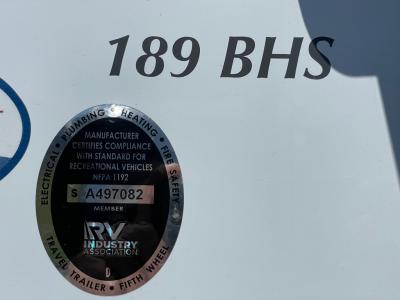 189 BHS
ELECTRICAL • PLUMBING • HEATING • FIRE SAFETY
MANUFACTURER
CERTIFIES COMPLIANCE
WITH STANDARD FOR
RECREATIONAL VEHICLES
NFPA 1192
S A497082
MEMBER
RV
INDUSTRY
ASSOCIATION
D
TRAVEL TRAILER • FIFTH WHEEL